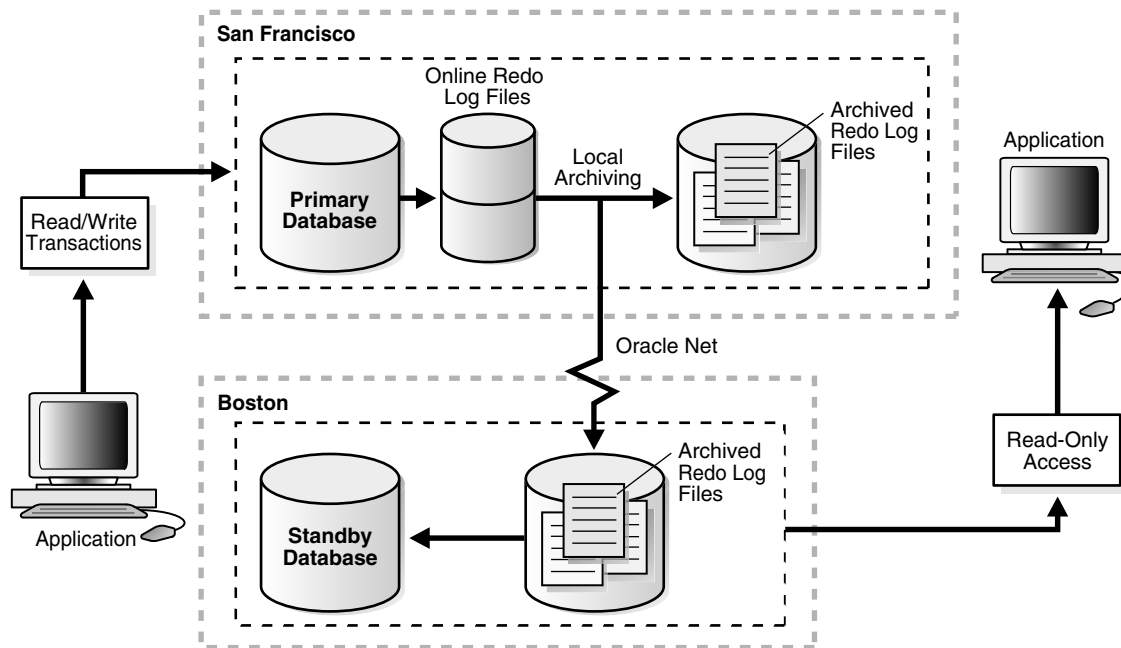 San Francisco
Online Redo
Log Files
Archived
Redo Log
Files
Local
Archiving
Primary
Database
Read/Write
Transactions
Application
Application
Oracle Net
Boston
Archived
Redo Log
Files
Standby
Database
Read-Only
Access